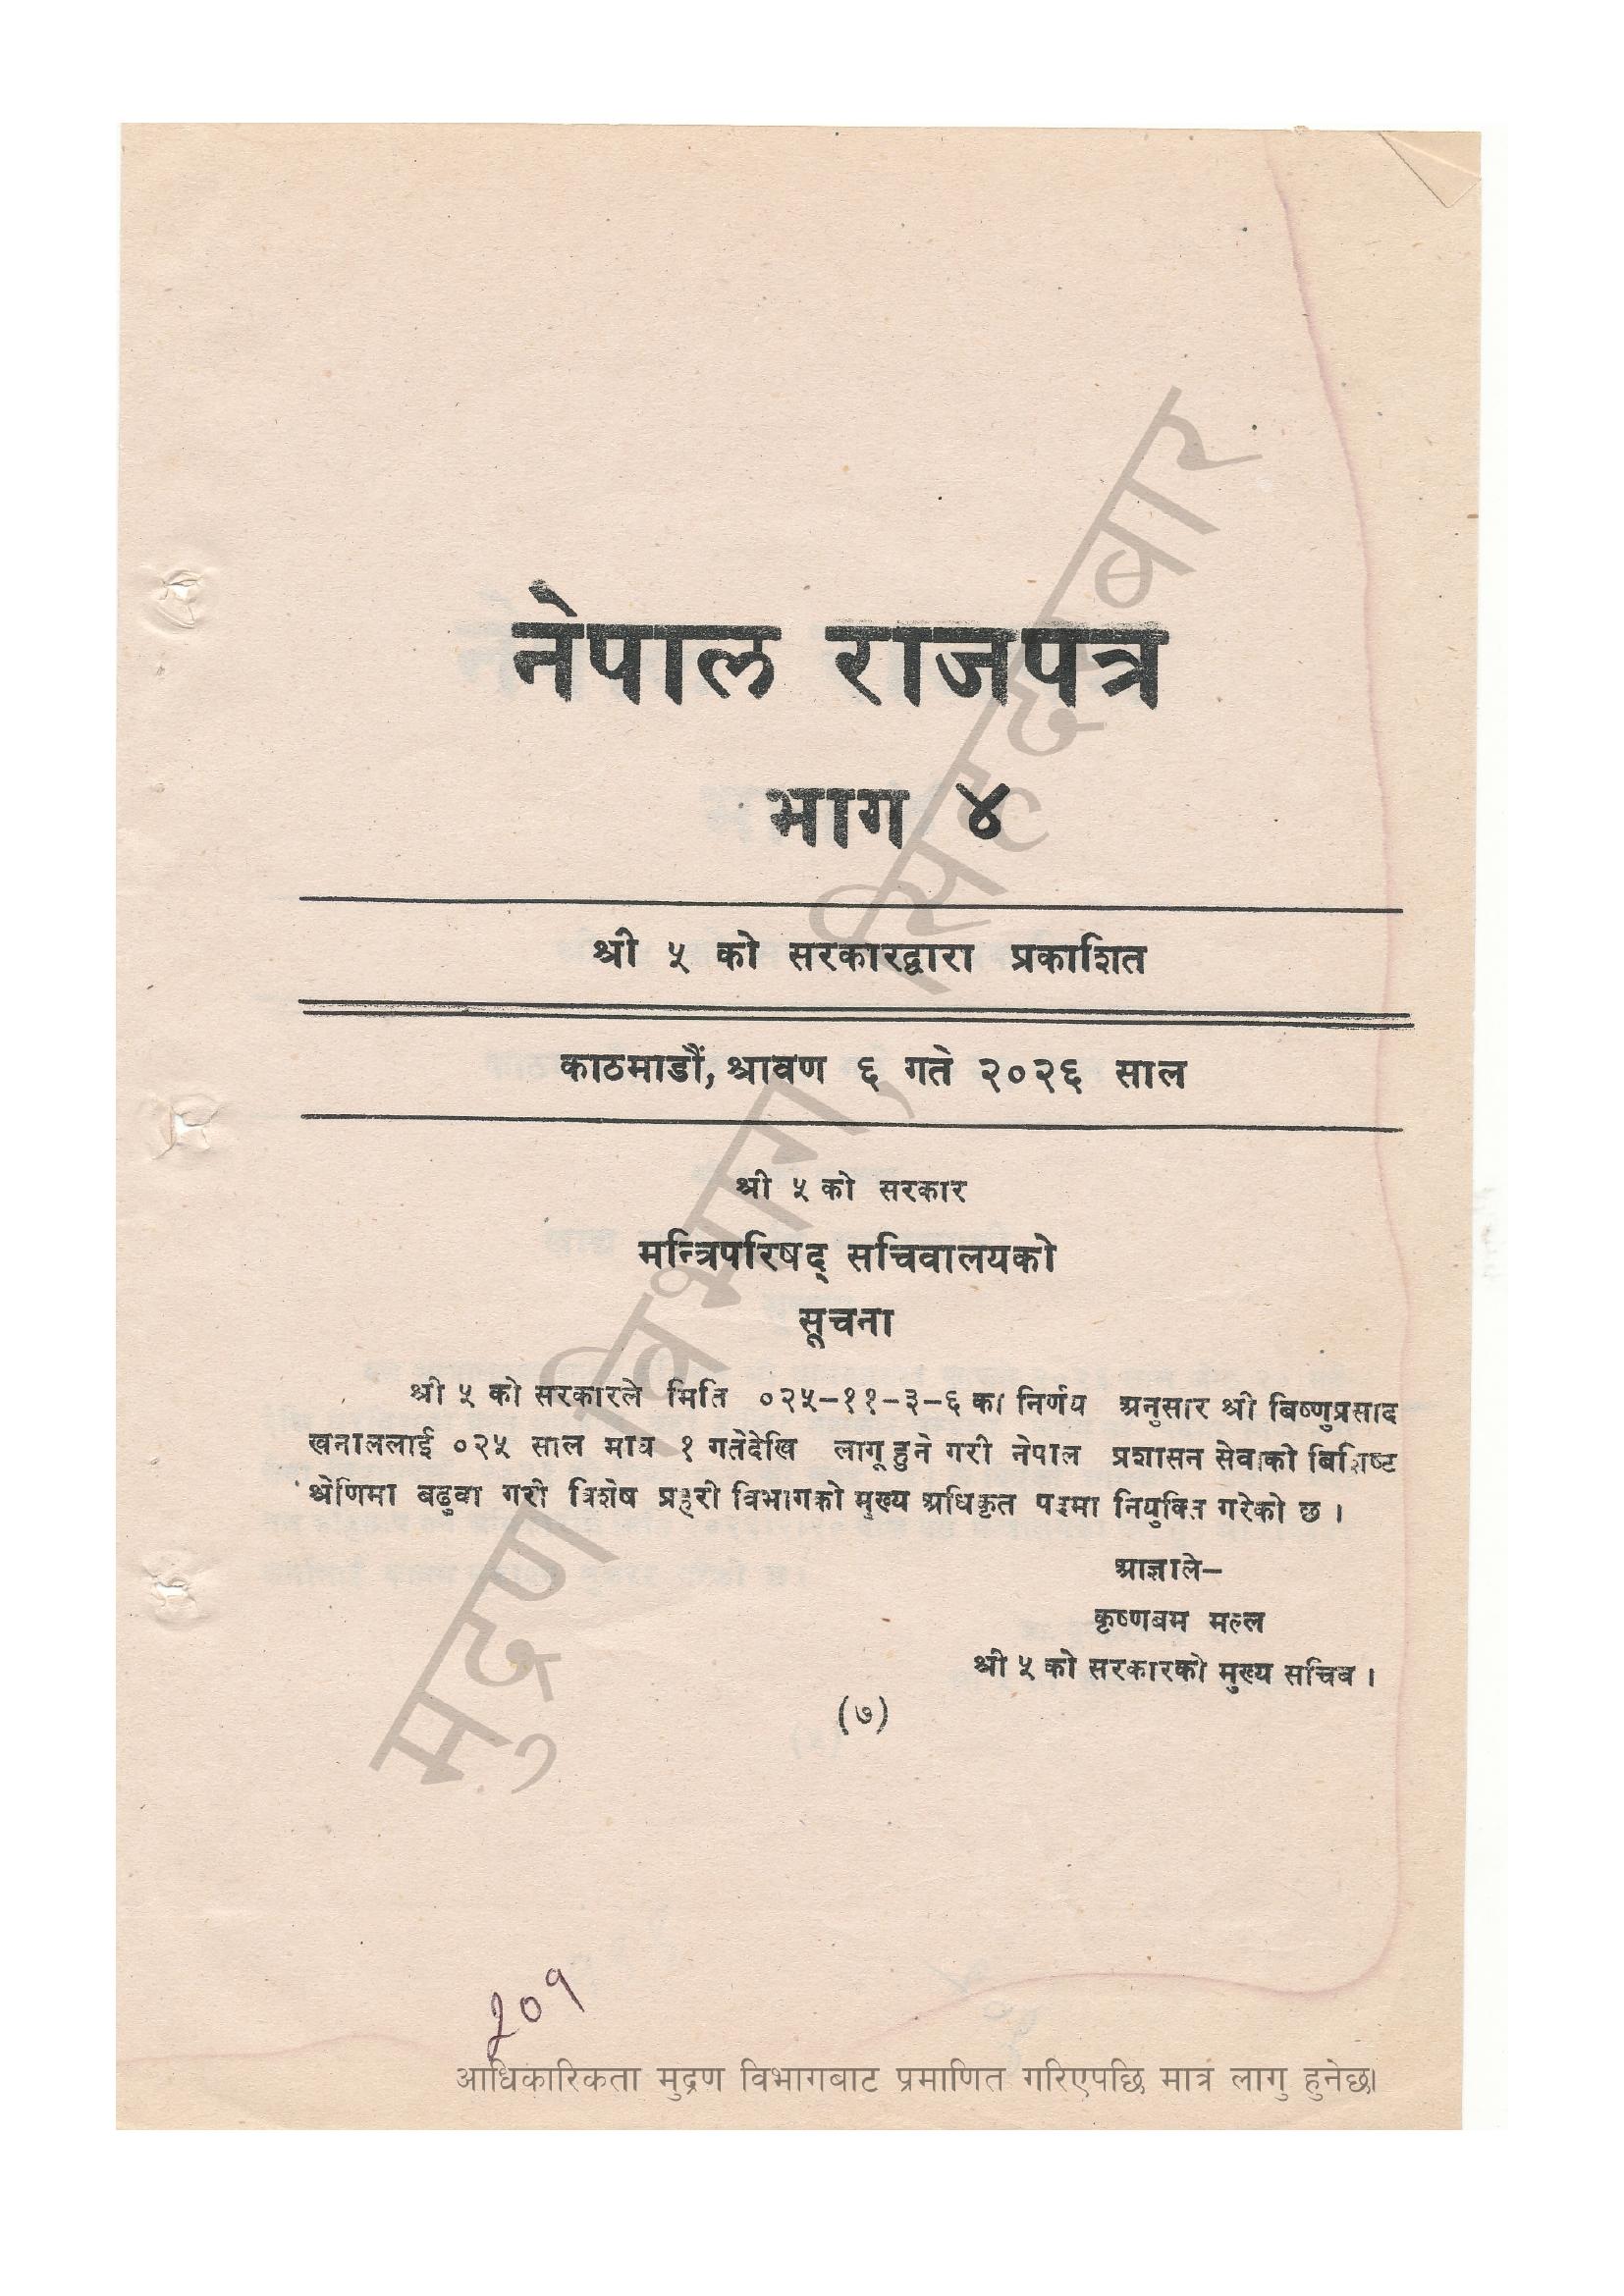 नेपाल राजपत्र
भाग ४
श्री ५ को सरकारद्वारा प्रकाशित
काठमाडौं, श्रावण ६ गते २०२६ साल
श्री ५ को सरकार
मन्त्रिपरिषद् सचिवालयको
सूचना
श्री ५ को सरकारले मिति ०२५-११-३-६ का निर्णय अनुसार श्री बिष्णुप्रसाद
खनाललाई ०२५ साल माघ १ गतेदेखि लागू हुने गरी नेपाल प्रशासन सेवाको बिशिष्ट
श्रेणिमा बढुवा गरी विशेष प्रहरी विभागको मुख्य अधिकृत पदमा नियुक्ति गरेको छ ।
आज्ञाले-
कृष्णबम मल्ल
श्री ५ को सरकारको मुख्य सचिव ।
(७)
२०१
आधिकारिकता मुद्रण विभागबाट प्रमाणित गरिएपछि मात्र लागु हुनेछ।
मुद्रण विभाग, सिंहदरबार